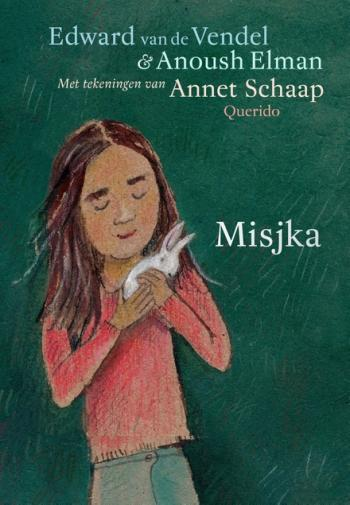 Edward van de Vendel
& Anoush Elman
Met tekeningen van Annet Schaap
Querido
Misjka